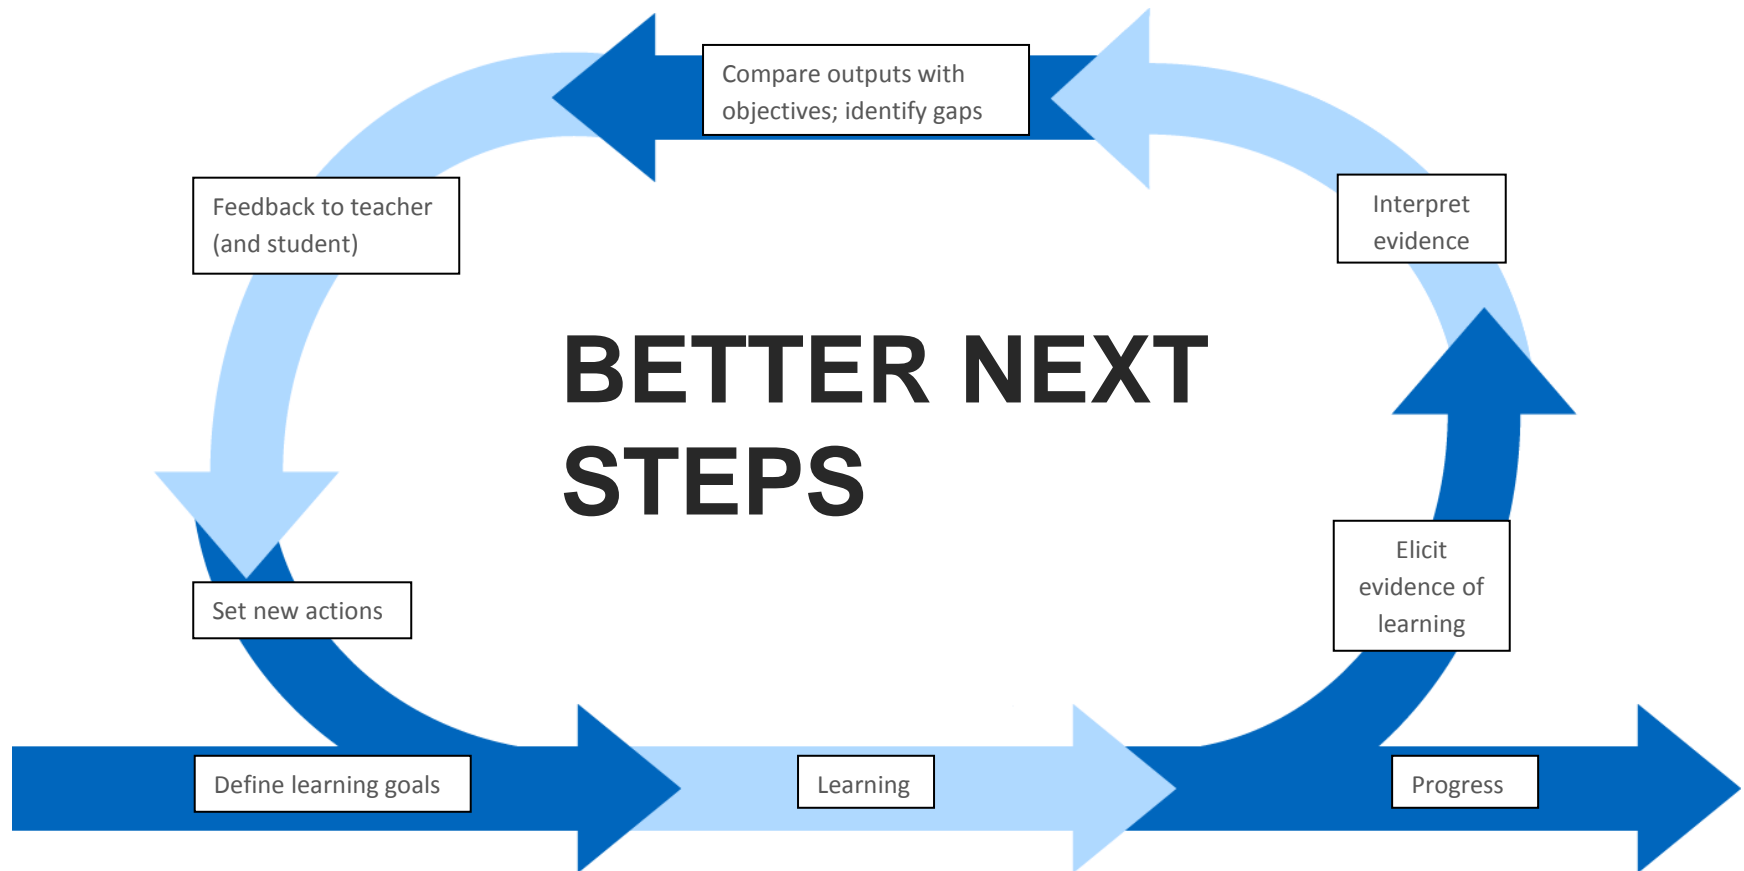 Compare outputs with
objectives; identify gaps
Feedback to teacher
(and student)
Interpret
evidence
BETTER NEXT
STEPS
Elicit
evidence of
learning
Set new actions
Define learning goals
Learning
Progress